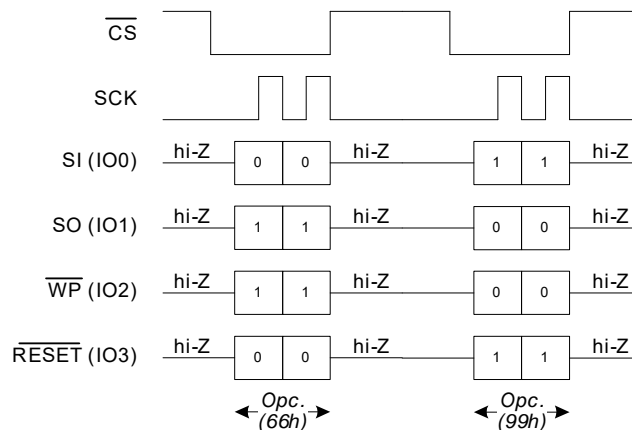 CS
SCK
SI (IO0) hi-Z 0 0 hi-Z 1 1 hi-Z
SO (IO1) hi-Z 1 1 hi-Z 0 0 hi-Z
WP (IO2) hi-Z 1 1 hi-Z 0 0 hi-Z
RESET (IO3) hi-Z 0 0 hi-Z 1 1 hi-Z
Opc. Opc.
(66h) (99h)